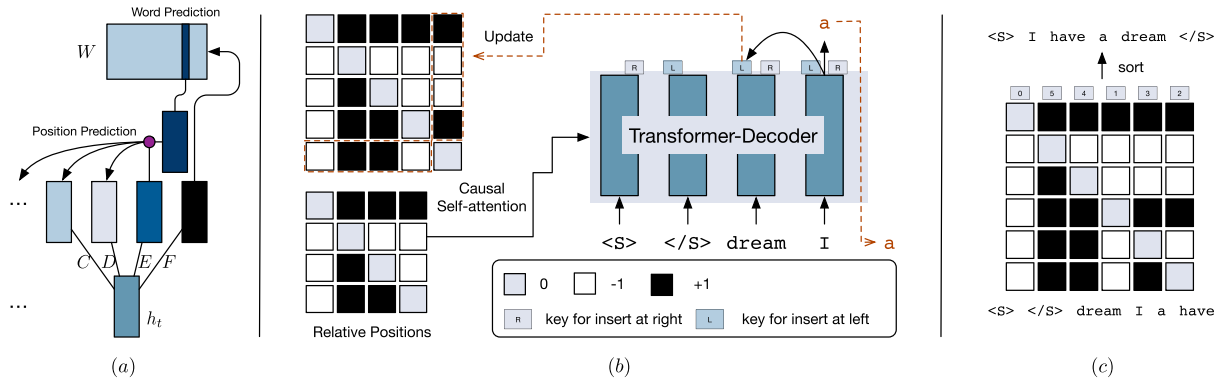 Word Prediction
W
Position Prediction
...
C D E F
...
h_t
(a)
Update
Causal
Self-attention
Relative Positions
a
R L L R L R
Transformer-Decoder
<S> </S> dream I
a
0 -1 +1
R key for insert at right L key for insert at left
(b)
<S> I have a dream </S>
sort
0 5 4 1 3 2
<S> </S> dream I a have
(c)